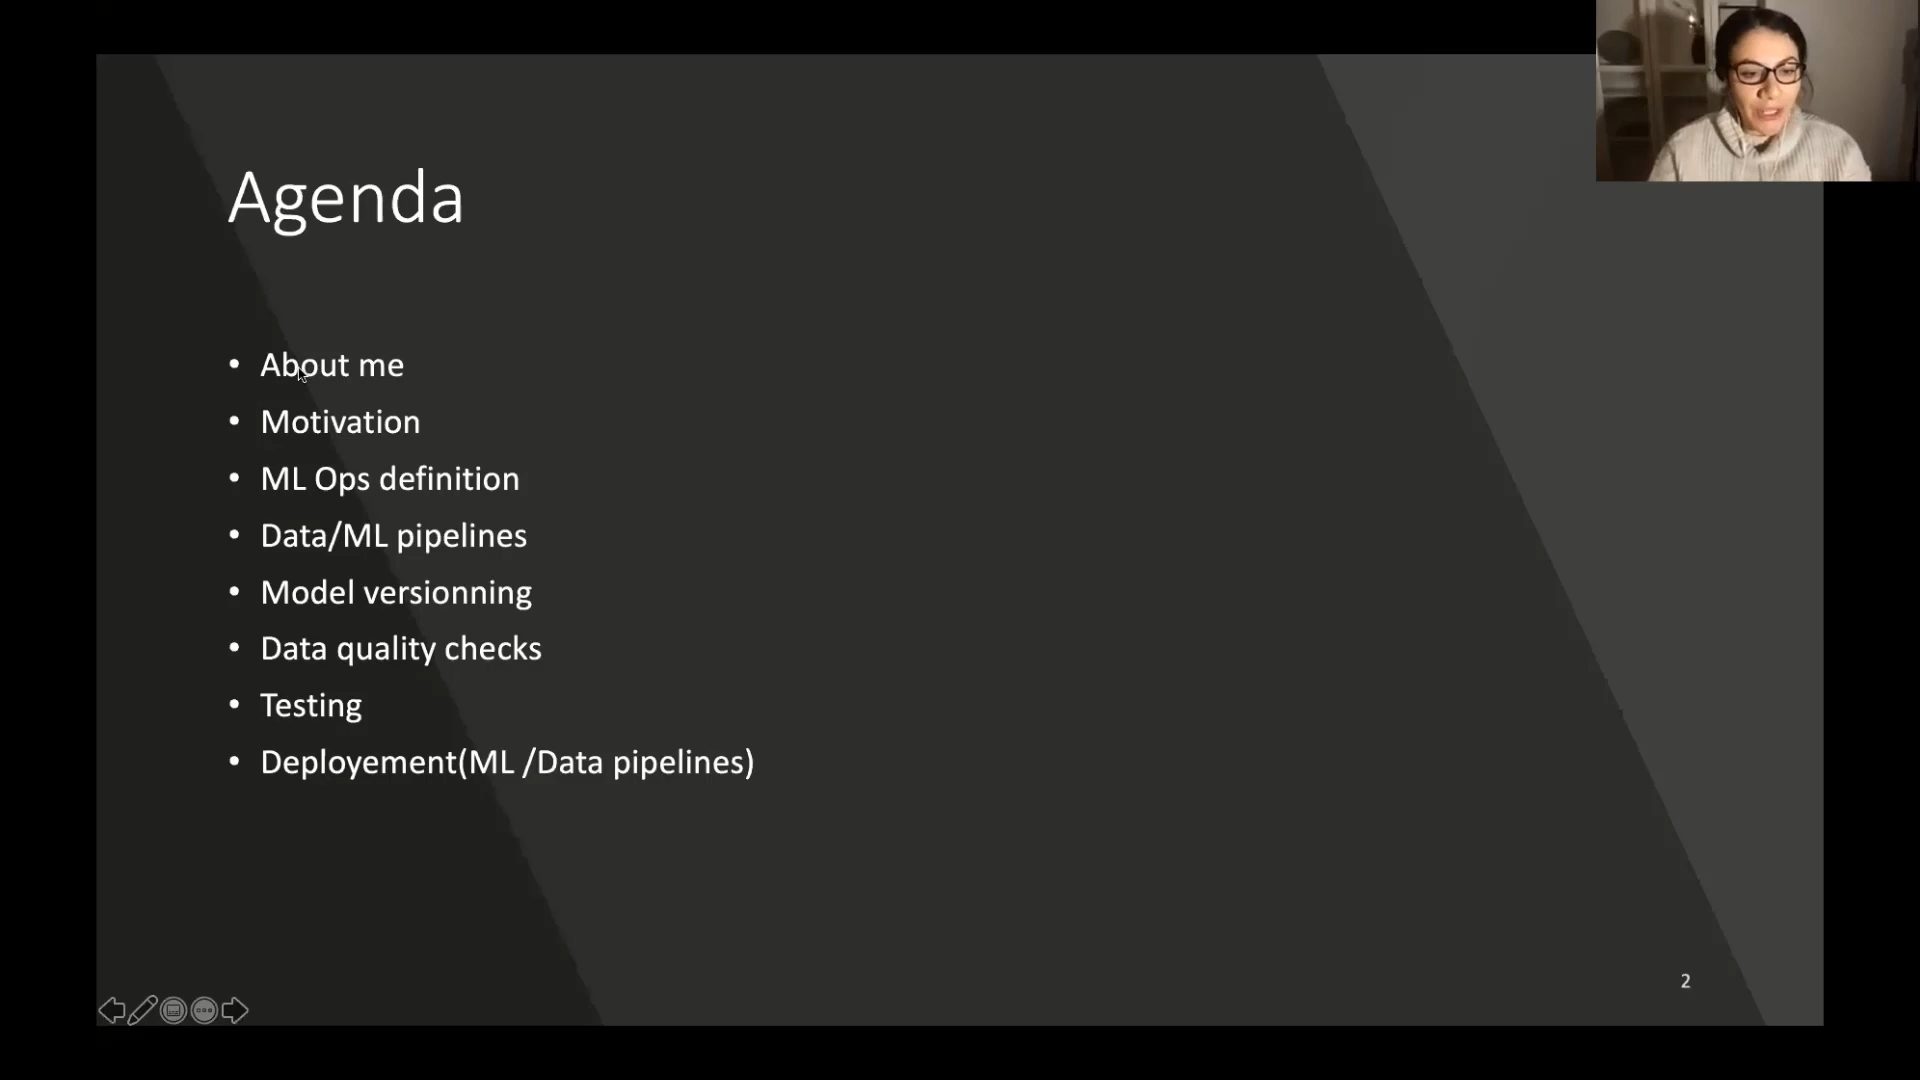 Agenda
• About me
• Motivation
• ML Ops definition
• Data/ML pipelines
• Model versionning
• Data quality checks
• Testing
• Deployement(ML /Data pipelines)
2